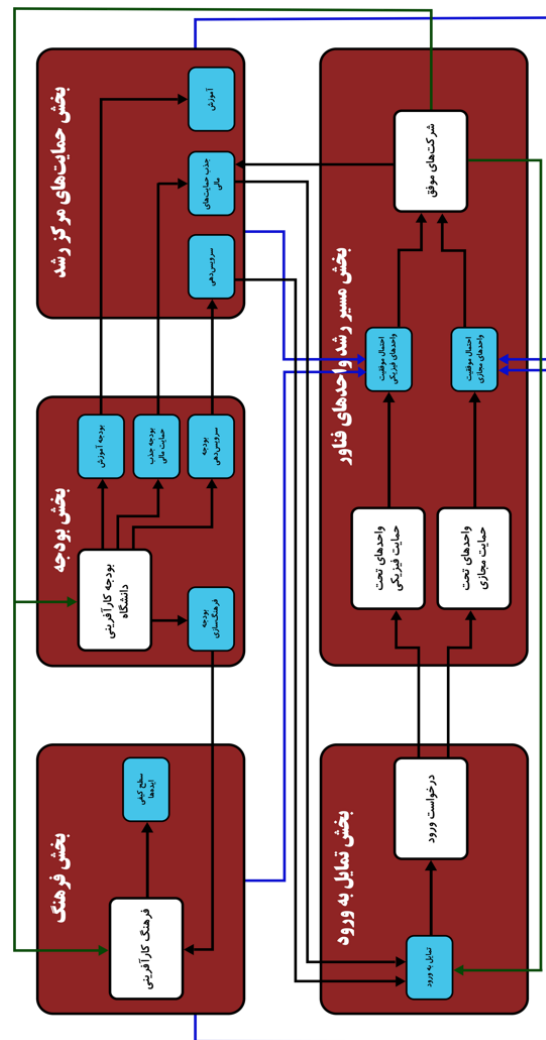 بخش فرهنگ
فرهنگ کارآفرینی
سطح کیفی
ایده‌ها
بخش بودجه
بودجه کارآفرینی
دانشگاه
بودجه
فرهنگ‌سازی
بودجه
سرویس‌دهی
بودجه جذب
حمایت مالی
بودجه آموزش
بخش حمایت‌های مرکز رشد
آموزش
جذب حمایت‌های
مالی
سرویس‌دهی
بخش تمایل به ورود
تمایل به ورود
درخواست ورود
بخش مسیر رشد واحدهای فناور
واحدهای تحت
حمایت فیزیکی
واحدهای تحت
حمایت مجازی
احتمال موفقیت
واحدهای فیزیکی
احتمال موفقیت
واحدهای مجازی
شرکت‌های موفق